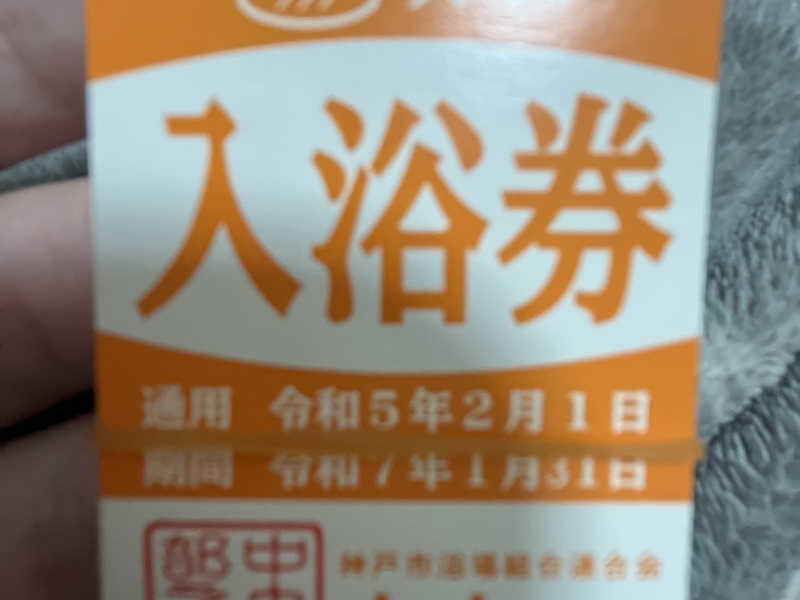 入浴券
通用 令和5年2月1日
期間 令和7年1月31日
神戸市浴場組合連合会